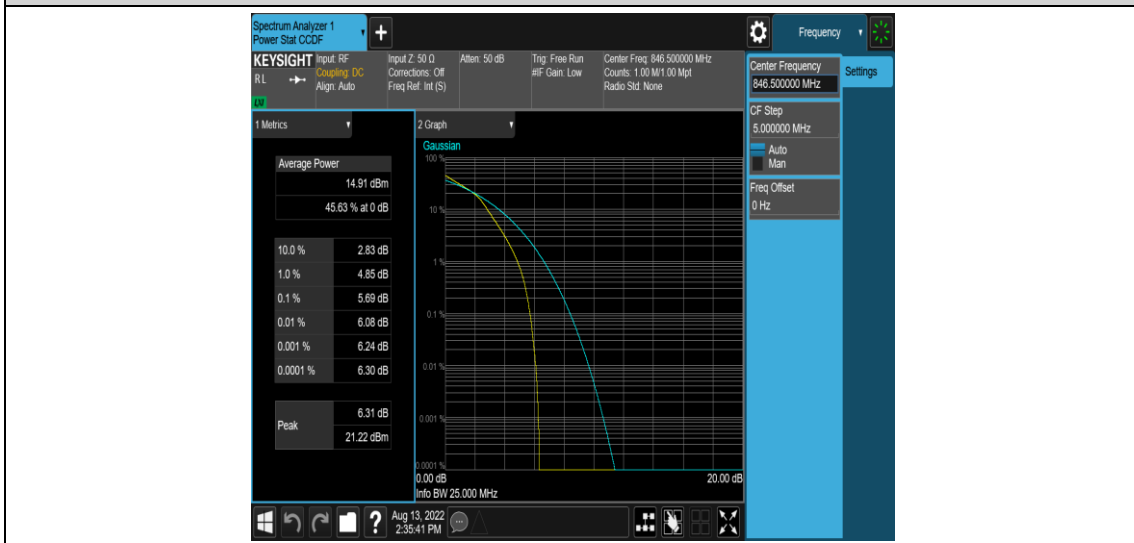 Spectrum Analyzer 1
Power Stat CCDF
+
Frequency
KEYSIGHT
Input: RF
Input Z: 50 Ω
Atten: 50 dB
Trig: Free Run
Center Freq: 846.500000 MHz
RL
Coupling: DC
Corrections: Off
#IF Gain: Low
Counts: 1.00 M/1.00 Mpt
Align: Auto
Freq Ref: Int (S)
Radio Std: None
Center Frequency
846.500000 MHz
Settings
CF Step
5.000000 MHz
Auto
Man
Freq Offset
0 Hz
1 Metrics
Average Power
14.91 dBm
45.63 % at 0 dB
10.0 % 2.83 dB
1.0 % 4.85 dB
0.1 % 5.69 dB
0.01 % 6.08 dB
0.001 % 6.24 dB
0.0001 % 6.30 dB
Peak
6.31 dB
21.22 dBm
2 Graph
Gaussian
100 %
10 %
1 %
0.1 %
0.01 %
0.001 %
0.0001 %
0.00 dB 20.00 dB
Info BW 25.000 MHz
?
Aug 13, 2022
2:35:41 PM